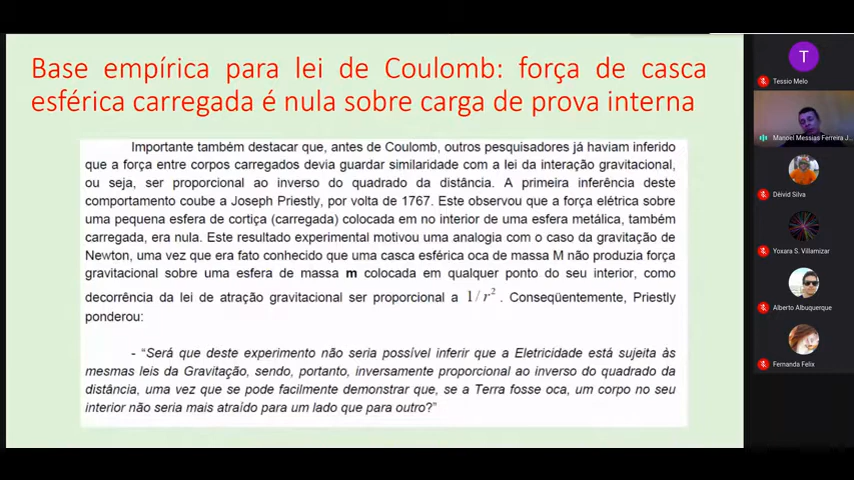 Base empírica para lei de Coulomb: força de casca
esférica carregada é nula sobre carga de prova interna
Importante também destacar que, antes de Coulomb, outros pesquisadores já haviam inferido
que a força entre corpos carregados devia guardar similaridade com a lei da interação gravitacional,
ou seja, ser proporcional ao inverso do quadrado da distância. A primeira inferência deste
comportamento coube a Joseph Priestly, por volta de 1767. Este observou que a força elétrica sobre
uma pequena esfera de cortiça (carregada) colocada em no interior de uma esfera metálica, também
carregada, era nula. Este resultado experimental motivou uma analogia com o caso da gravitação de
Newton, uma vez que era fato conhecido que uma casca esférica oca de massa M não produzia força
gravitacional sobre uma esfera de massa m colocada em qualquer ponto do seu interior, como
decorrência da lei de atração gravitacional ser proporcional a 1/r². Conseqüentemente, Priestly
ponderou:
- “Será que deste experimento não seria possível inferir que a Eletricidade está sujeita às
mesmas leis da Gravitação, sendo, portanto, inversamente proporcional ao inverso do quadrado da
distância, uma vez que se pode facilmente demonstrar que, se a Terra fosse oca, um corpo no seu
interior não seria mais atraído para um lado que para outro?”
T
Tessio Melo
Manoel Messias Ferreira J...
Déivid Silva
Yoxara S. Villamizar
Alberto Albuquerque
Fernanda Felix